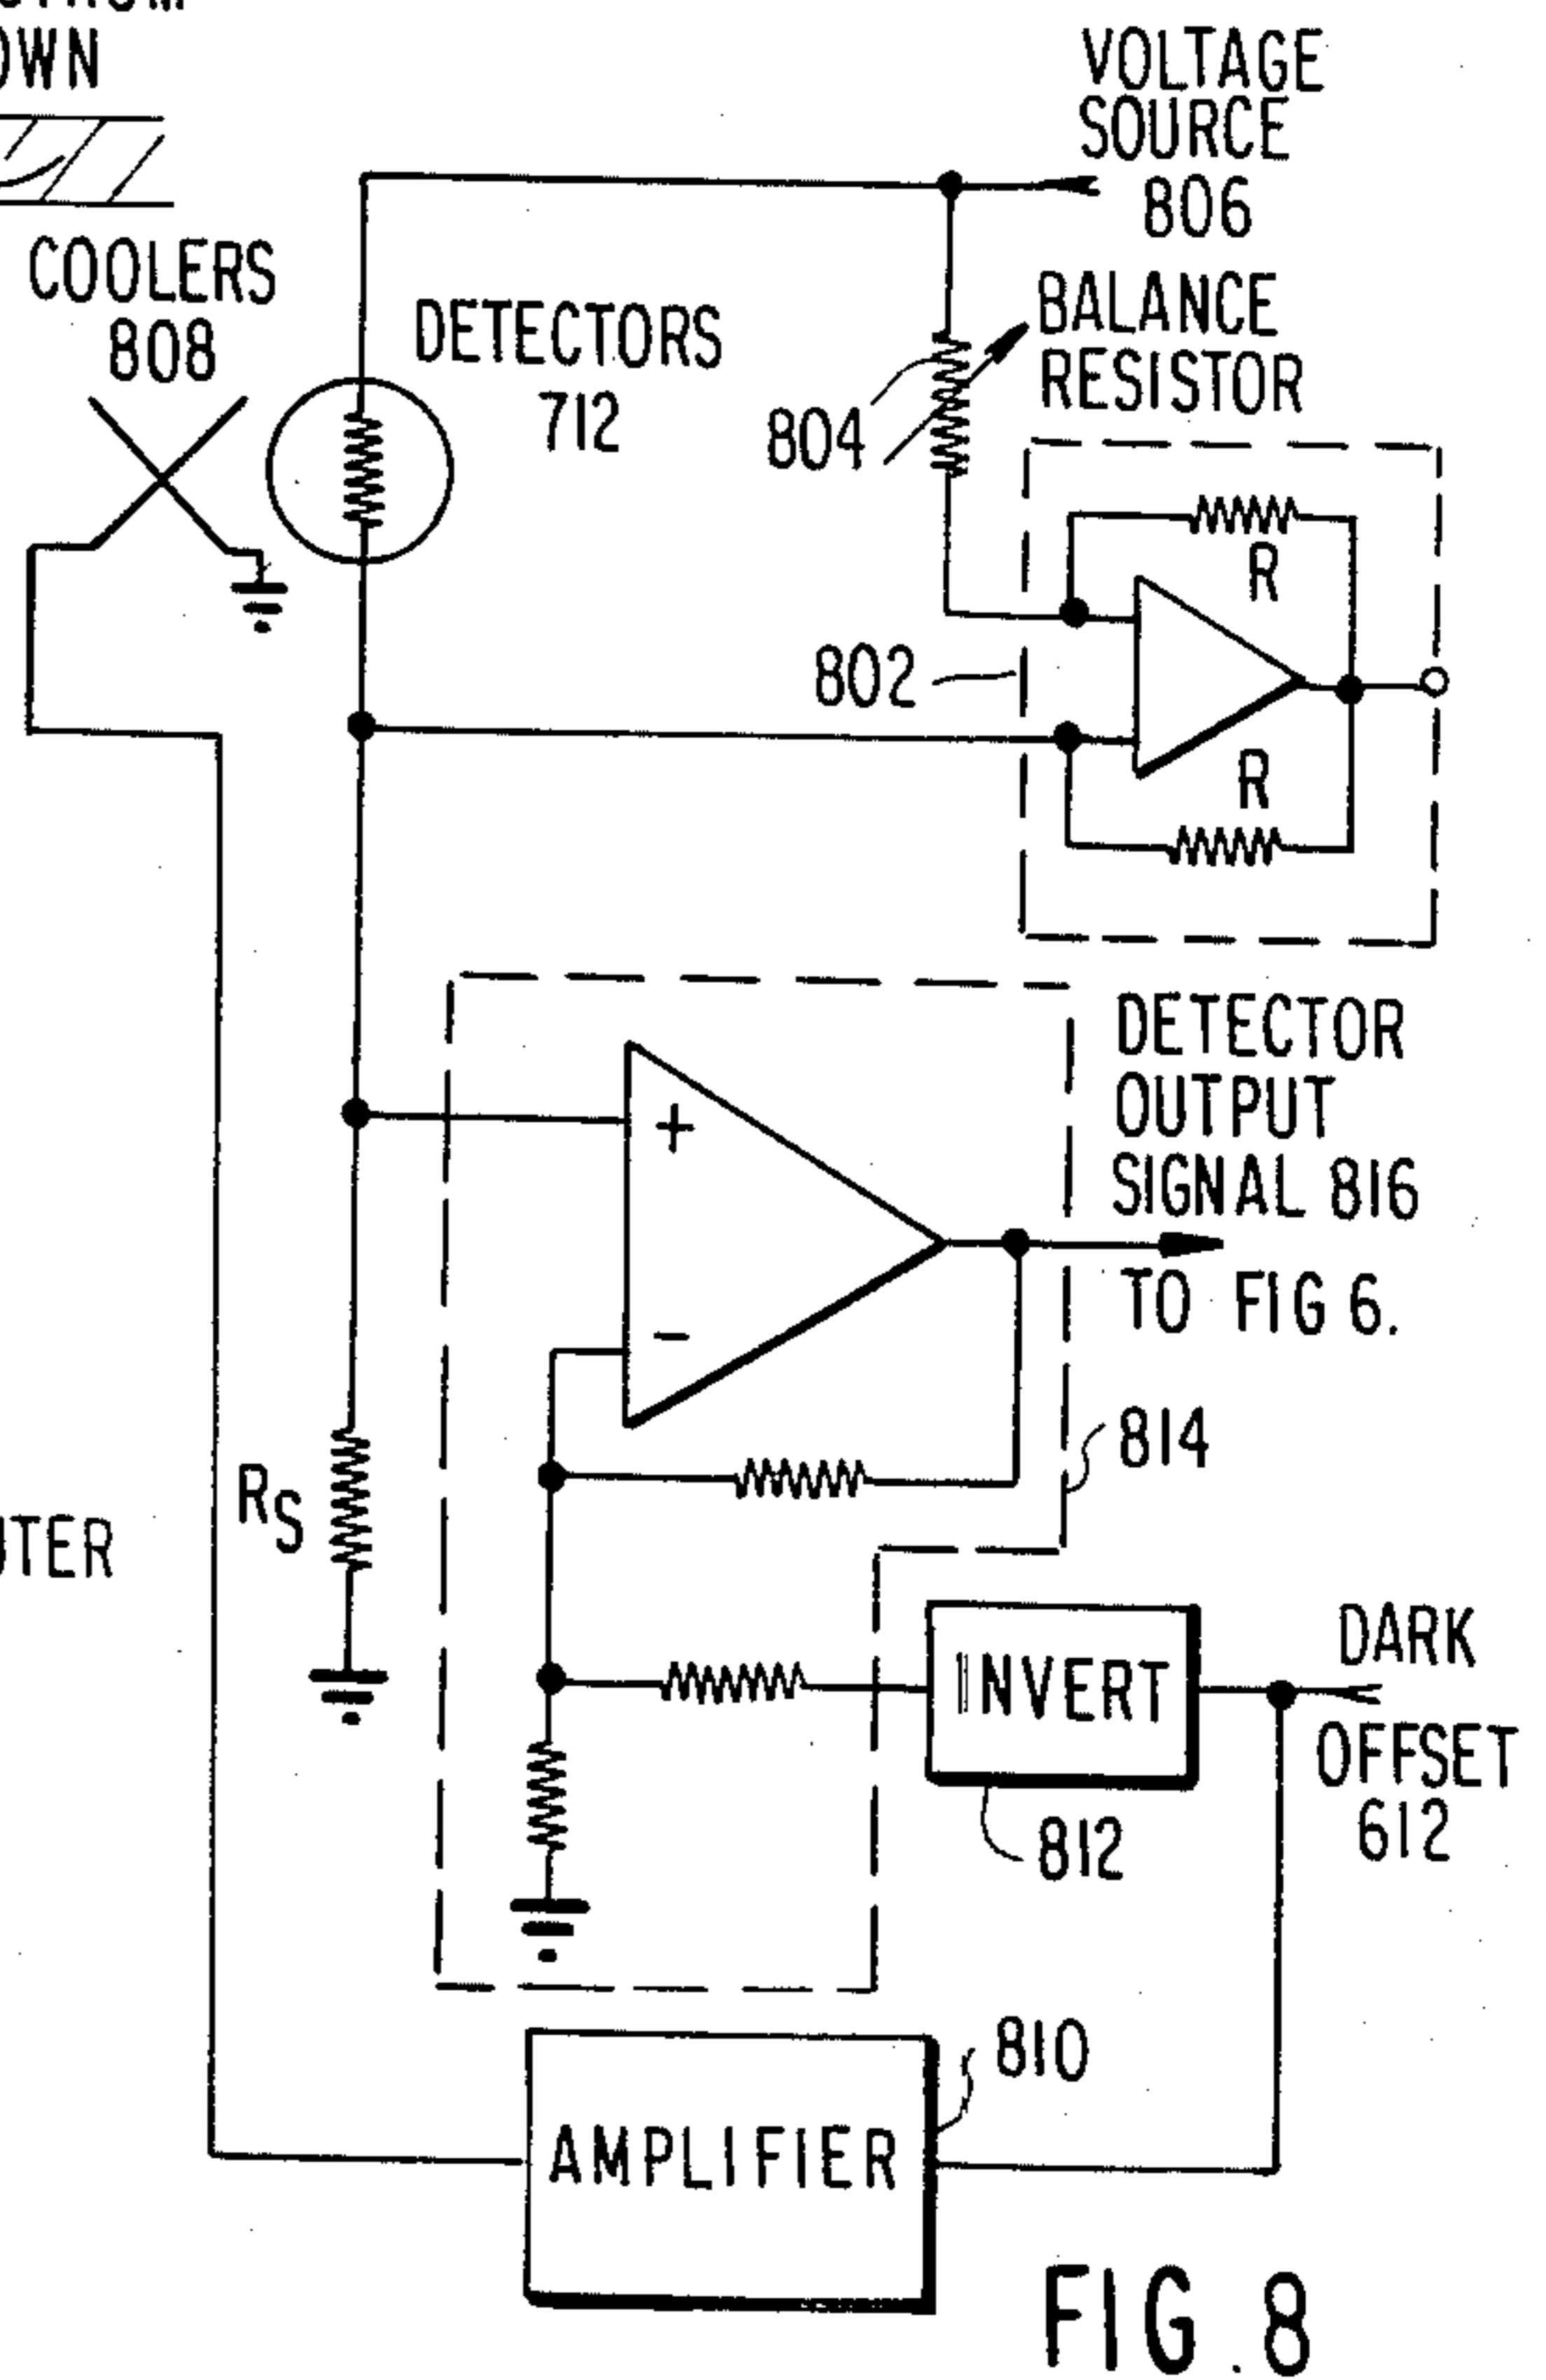 OWN
VOLTAGE
SOURCE
806
COOLERS
808
DETECTORS
712
BALANCE
RESISTOR
804
R
802
R
DETECTOR
OUTPUT
SIGNAL 816
TO FIG 6.
+
-
814
RS
UTER
INVERT
DARK
OFFSET
612
812
810
AMPLIFIER
FIG. 8